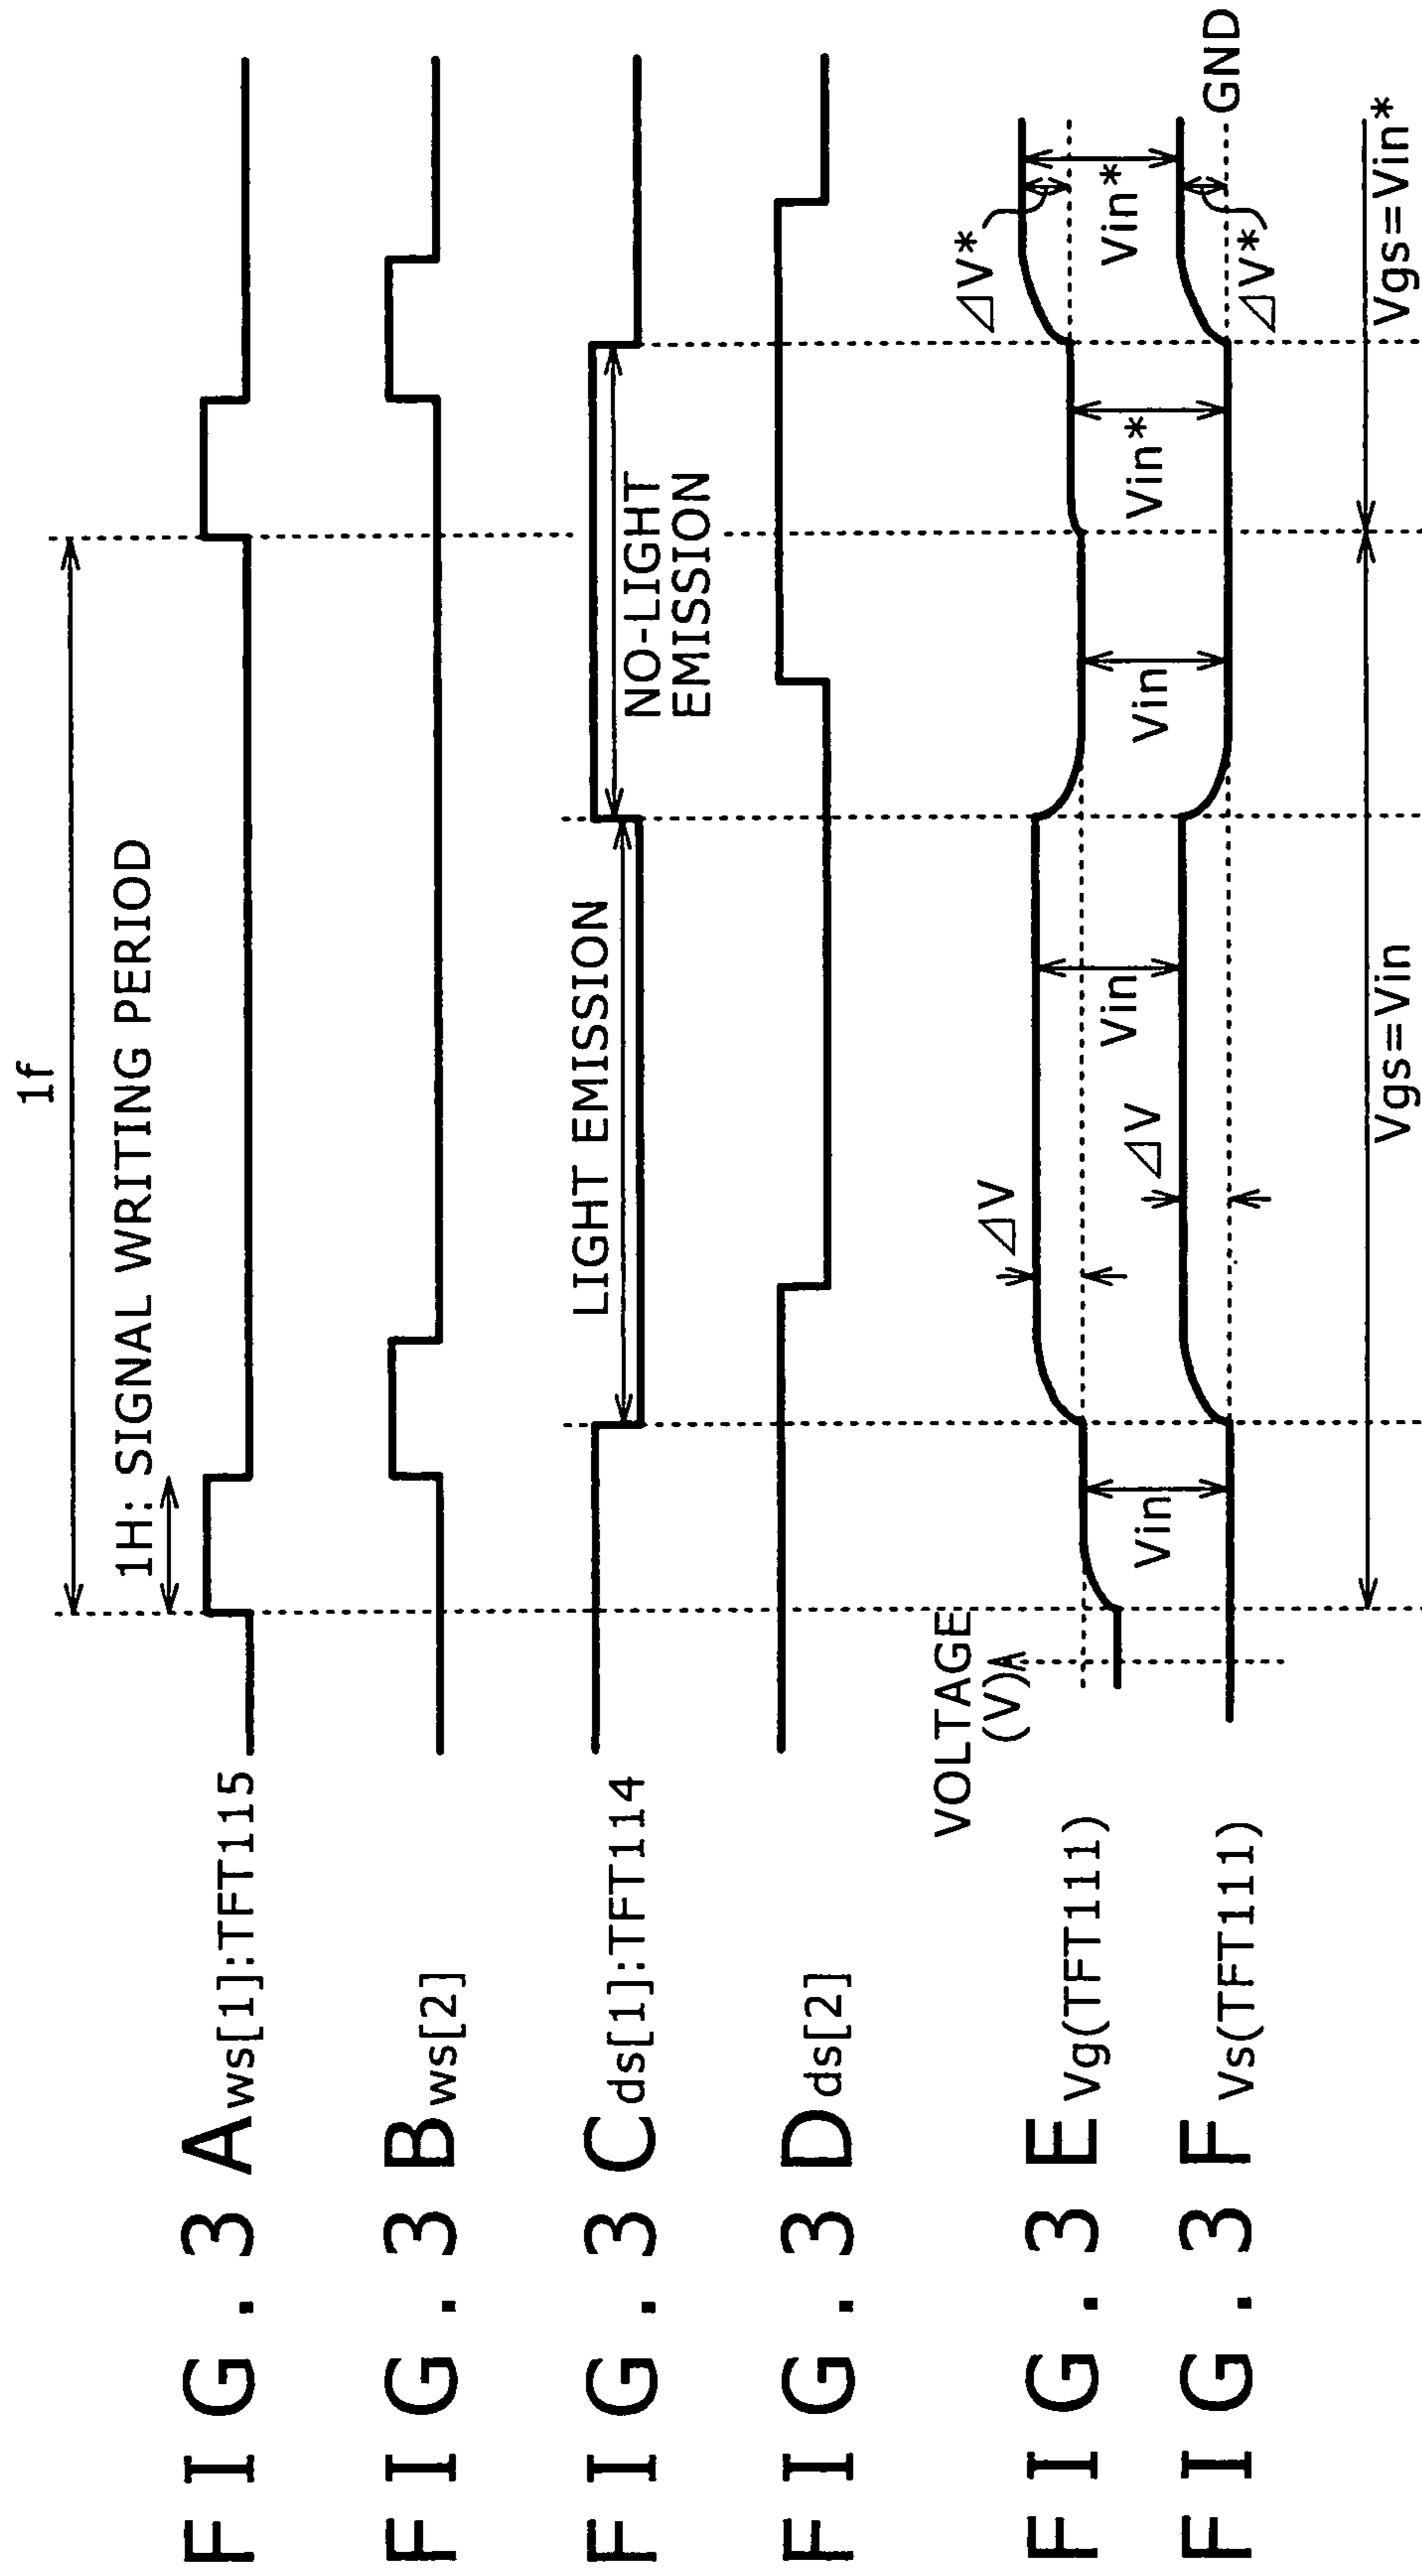 1f
1H: SIGNAL WRITING PERIOD
FIG.3A ws[1]:TFT115
FIG.3B ws[2]
LIGHT EMISSION
NO-LIGHT
EMISSION
FIG.3C ds[1]:TFT114
FIG.3D ds[2]
VOLTAGE
(V)
FIG.3E Vg(TFT111)
ΔV
ΔV*
Vin
Vin
Vin
Vin*
Vin*
ΔV
ΔV*
GND
FIG.3F Vs(TFT111)
Vgs=Vin
Vgs=Vin*